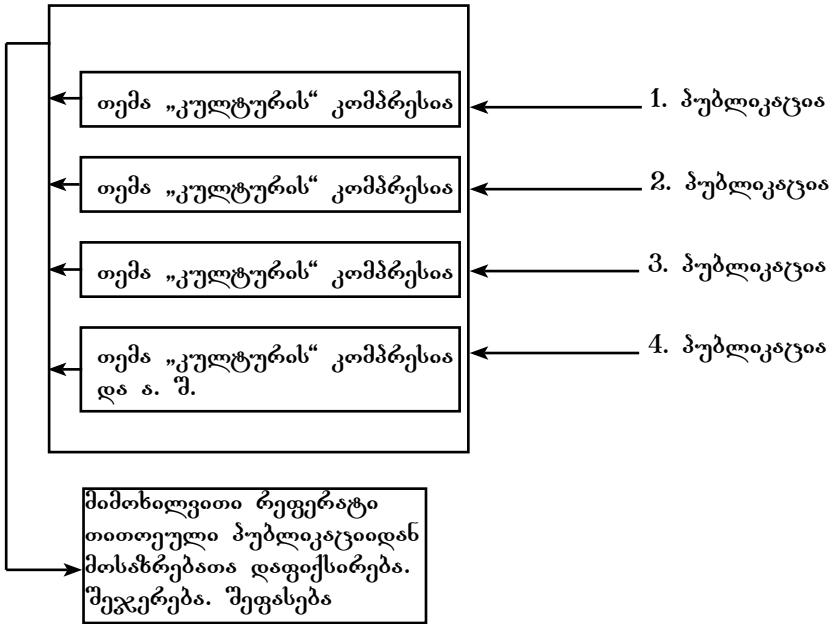 თემა „კულტურის“ კომპრესია
1. პუბლიკაცია
თემა „კულტურის“ კომპრესია
2. პუბლიკაცია
თემა „კულტურის“ კომპრესია
3. პუბლიკაცია
თემა „კულტურის“ კომპრესია
და ა. შ.
4. პუბლიკაცია
მიმოხილვითი რეფერატი
თითოეული პუბლიკაციიდან
მოსაზრებათა დაფიქსირება.
შეჯერება. შეფასება